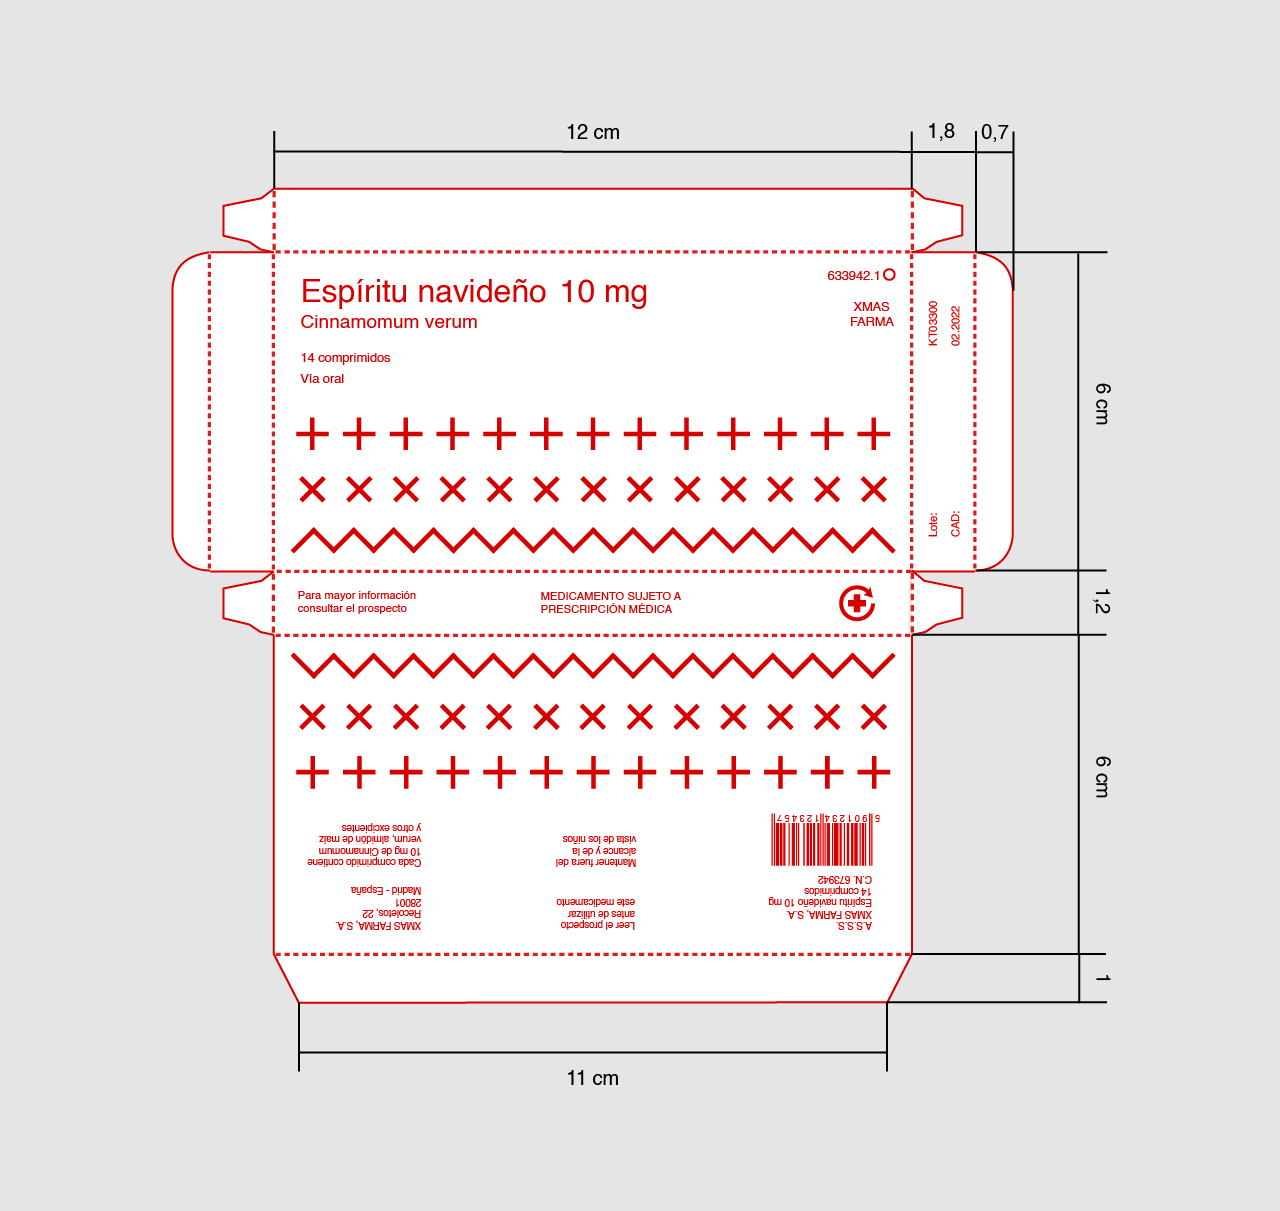 12 cm
1,8
0,7
Espíritu navideño 10 mg
Cinnamomum verum
14 comprimidos
Vía oral
633942.1
XMAS
FARMA
KT03300
02.2022
Lote:
CAD:
6 cm
Para mayor información
consultar el prospecto
MEDICAMENTO SUJETO A
PRESCRIPCIÓN MÉDICA
1,2
6 cm
XMAS FARMA, S.A.
Recoletos, 22
28001
Madrid - España
Cada comprimido contiene
10 mg de Cinnamomum
verum, almidón de maíz
y otros excipientes
Leer el prospecto
antes de utilizar
este medicamento
Mantener fuera del
alcance y de la
vista de los niños
A.S.S.S.
XMAS FARMA, S.A.
Espíritu navideño 10 mg
14 comprimidos
C.N. 673942
5 901234 123457
1
11 cm